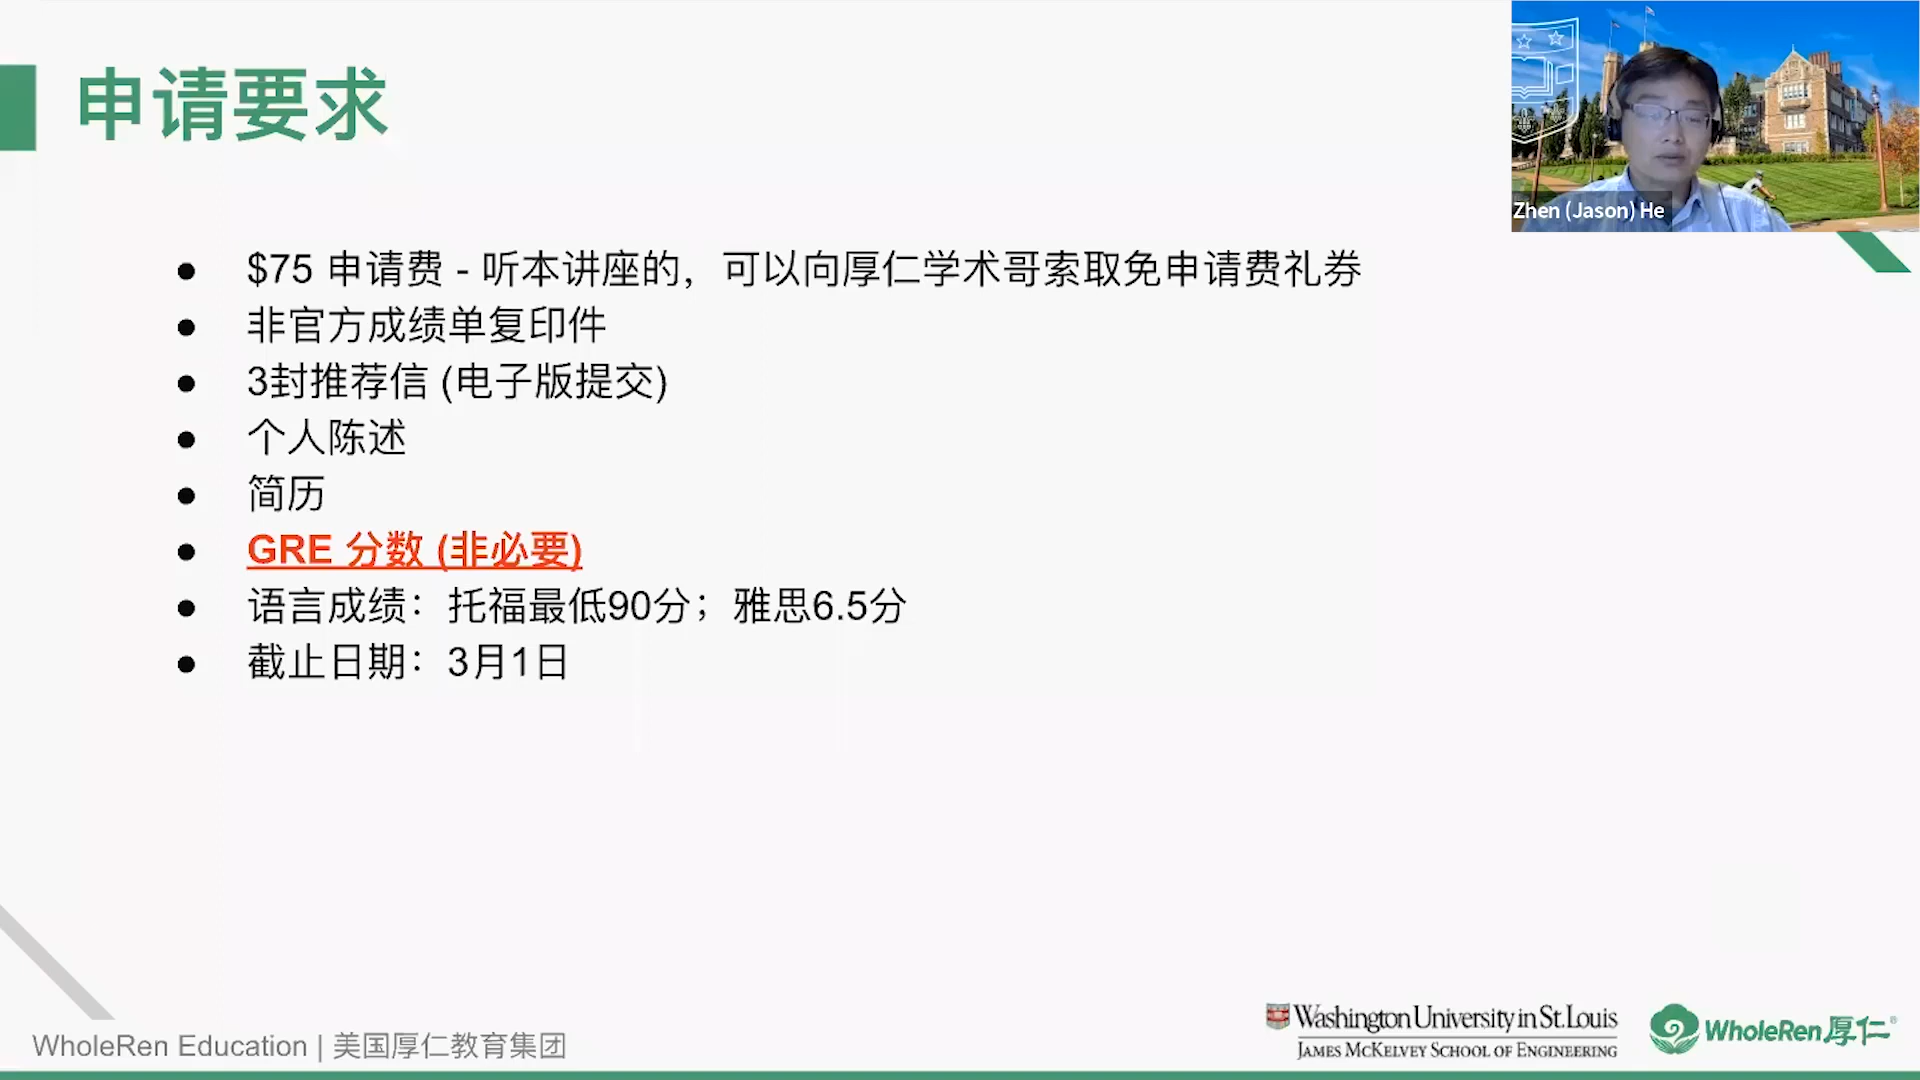 申请要求
Zhen (Jason) He
$75 申请费 - 听本讲座的，可以向厚仁学术哥索取免申请费礼券
非官方成绩单复印件
3封推荐信 (电子版提交)
个人陈述
简历
GRE 分数 (非必要)
语言成绩：托福最低90分；雅思6.5分
截止日期：3月1日
WholeRen Education | 美国厚仁教育集团
Washington University in St. Louis
JAMES MCKELVEY SCHOOL OF ENGINEERING
WholeRen厚仁®